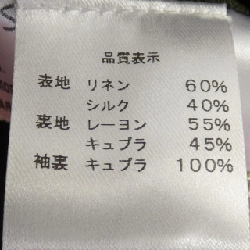 品質表示
表地 リネン 60%
シルク 40%
裏地 レーヨン 55%
キュプラ 45%
袖裏 キュプラ 100%